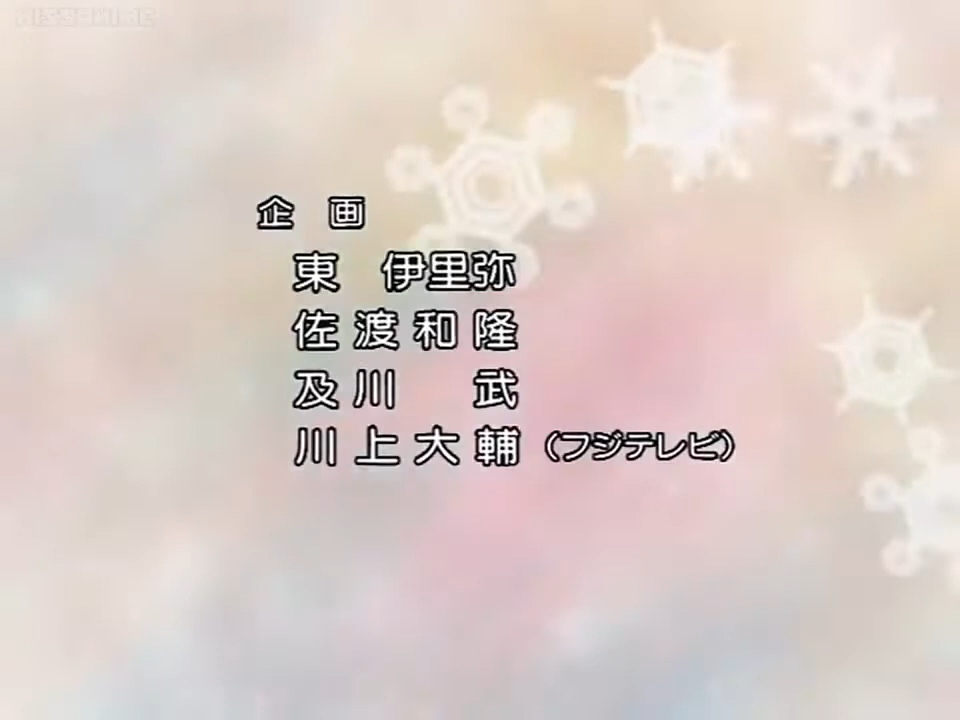 KISSANIME
企 画
東 伊里弥
佐渡和隆
及川 武
川上大輔 (フジテレビ)